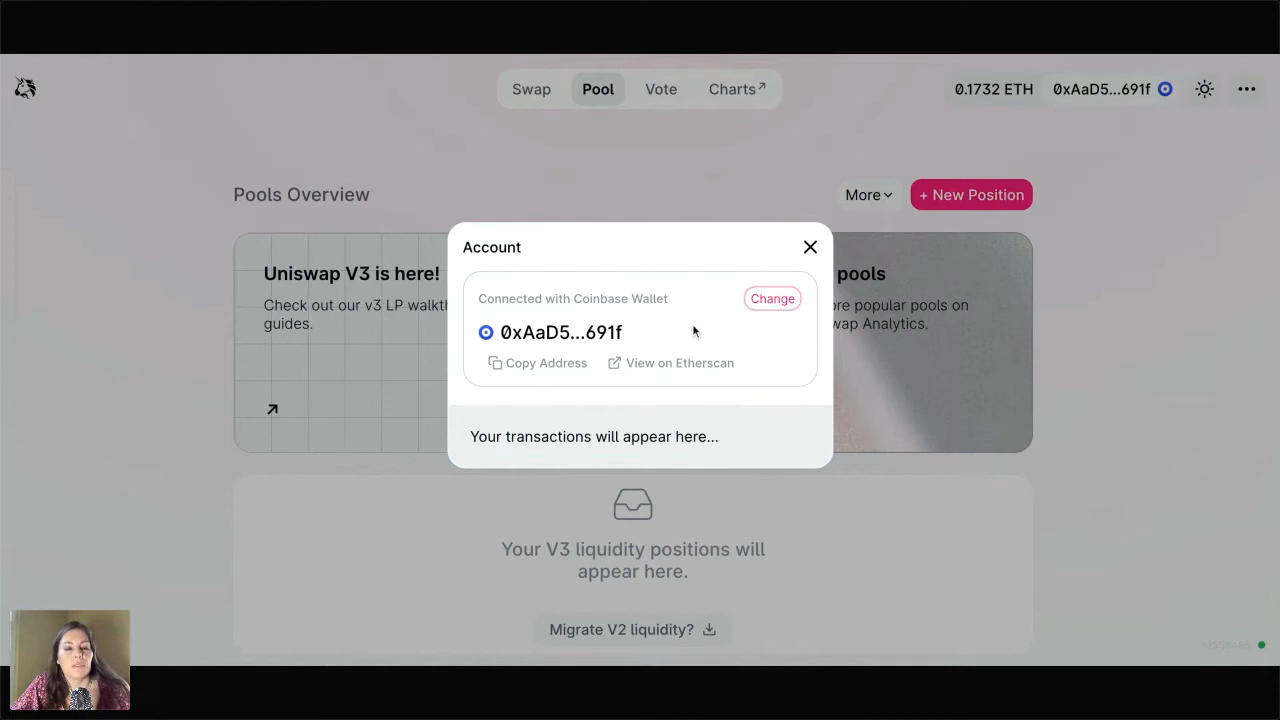 Swap
Pool
Vote
Charts↗
0.1732 ETH
0xAaD5...691f
Pools Overview
More
+ New Position
Uniswap V3 is here!
Check out our v3 LP walkt
guides.
pools
ore popular pools on
wap Analytics.
Account
Connected with Coinbase Wallet
Change
0xAaD5...691f
Copy Address
View on Etherscan
Your transactions will appear here...
Your V3 liquidity positions will
appear here.
Migrate V2 liquidity?